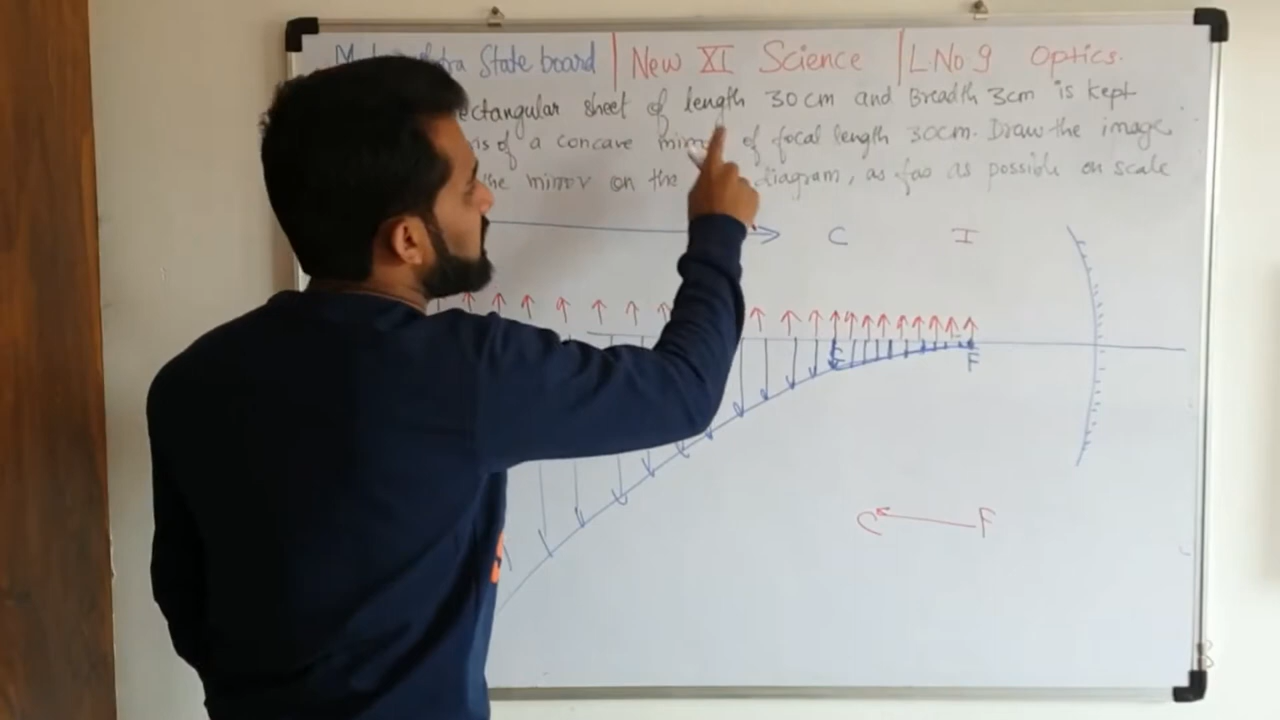 State board | New XI Science | L No 9 Optics.
ectangular sheet of length 30 cm and Breadth 3cm is kept
is of a concave of focal length 30cm. Draw the image
the mirror on the diagram, as far as possible on scale
C I
C F
C F